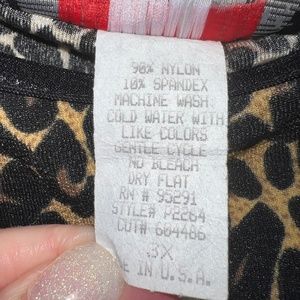 90% NYLON
10% SPANDEX
MACHINE WASH
COLD WATER WITH
LIKE COLORS
GENTLE CYCLE
NO BLEACH
DRY FLAT
RN # 95291
STYLE# P2264
CUT# 604486
3X
E IN U.S.A.